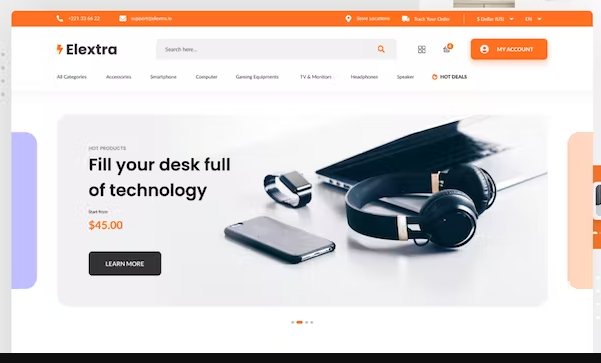 +221 33 66 22
support@elextra.io
Store Locations
Track Your Order
$ Dollar (US)
EN
Elextra
Search here...
4
MY ACCOUNT
All Categories
Accessories
Smartphone
Computer
Gaming Equipments
TV & Monitors
Headphones
Speaker
HOT DEALS
HOT PRODUCTS
Fill your desk full
of technology
Start from
$45.00
LEARN MORE